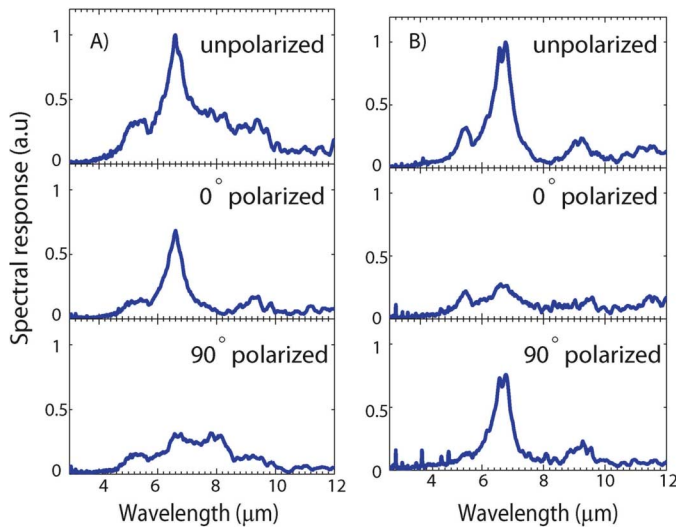 A)
unpolarized
1
0.5
0
0° polarized
1
0.5
0
90° polarized
1
0.5
0
4 6 8 10 12
Wavelength (μm)
Spectral response (a.u)
B)
unpolarized
1
0.5
0
0° polarized
1
0.5
0
90° polarized
1
0.5
0
4 6 8 10 12
Wavelength (μm)